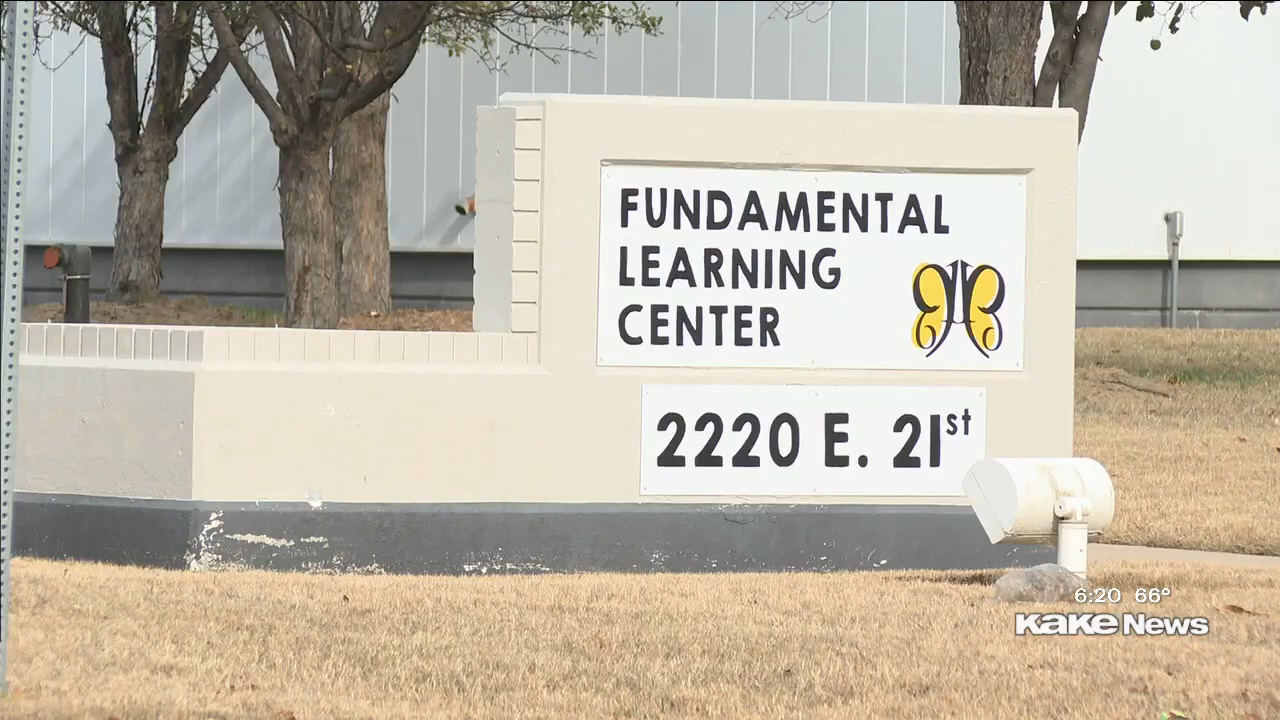 FUNDAMENTAL
LEARNING
CENTER
2220 E. 21st
6:20 66°
KAKE NEWS